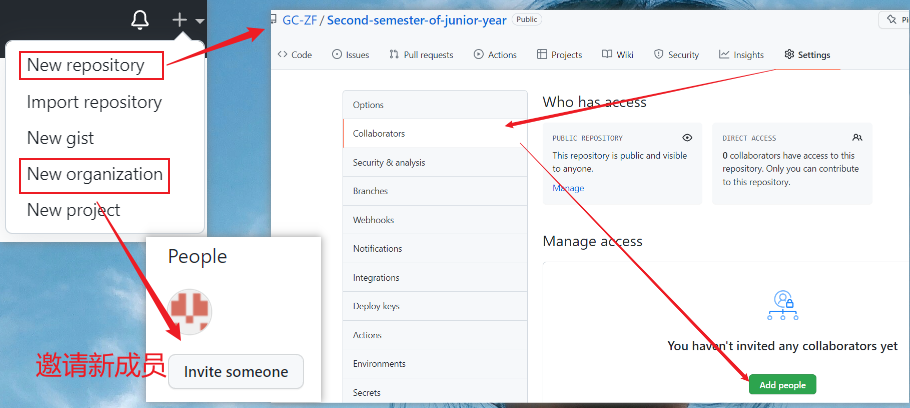 New repository
Import repository
New gist
New organization
New project
People
邀请新成员
Invite someone
GC-ZF / Second-semester-of-junior-year Public
Code Issues Pull requests Actions Projects Wiki Security Insights Settings
Options
Collaborators
Security & analysis
Branches
Webhooks
Notifications
Integrations
Deploy keys
Actions
Environments
Secrets
Who has access
PUBLIC REPOSITORY
This repository is public and visible
to anyone.
Manage
DIRECT ACCESS
0 collaborators have access to this
repository. Only you can contribute
to this repository.
Manage access
You haven't invited any collaborators yet
Add people